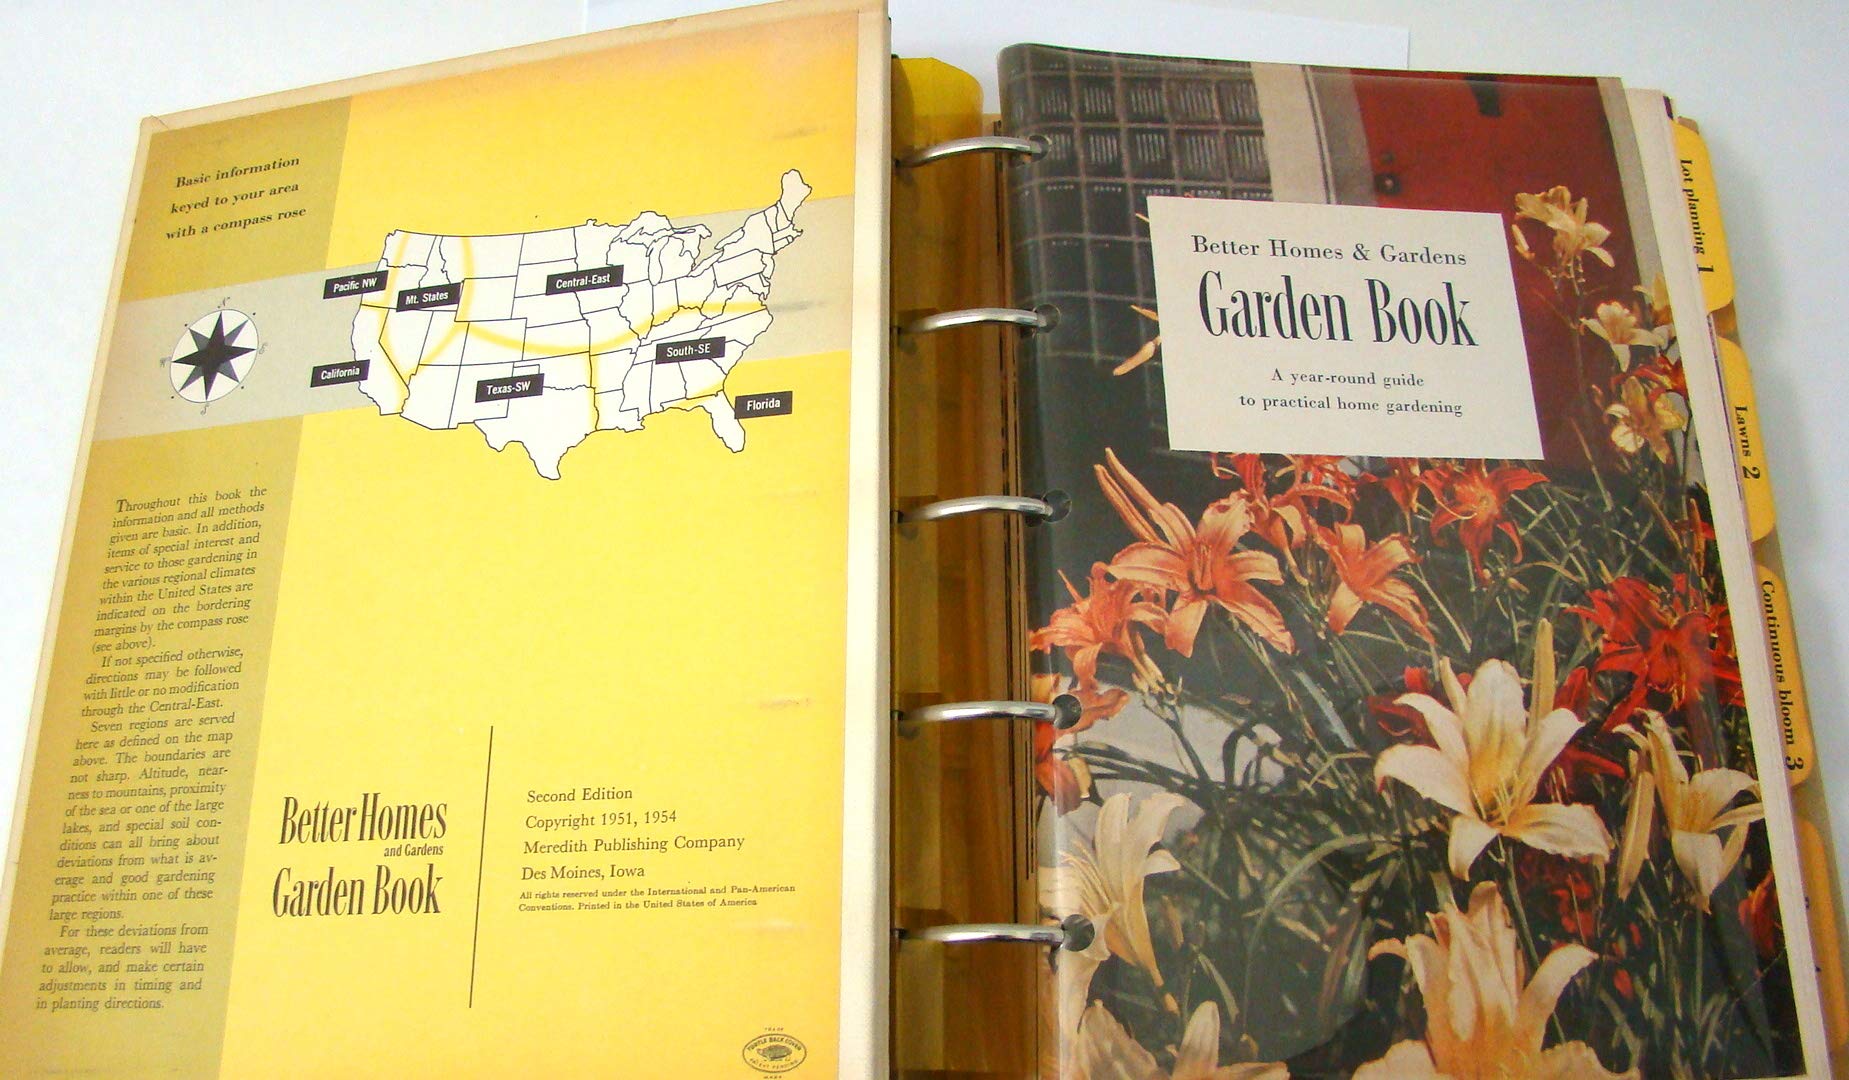 Basic information
keyed to your area
with a compass rose
N
S
Pacific NW
Mt. States
Central-East
California
Texas-SW
South-SE
Florida
Throughout this book the
information and all methods
given are basic. In addition,
items of special interest and
service to those gardening in
the various regional climates
within the United States are
indicated on the bordering
margins by the compass rose
(see above).
If not specified otherwise,
directions may be followed
with little or no modification
through the Central-East.
Seven regions are served
here as defined on the map
above. The boundaries are
not sharp. Altitude, near-
ness to mountains, proximity
of the sea or one of the large
lakes, and special soil con-
ditions can all bring about
deviations from what is av-
erage and good gardening
practice within one of these
large regions.
For these deviations from
average, readers will have
to allow, and make certain
adjustments in timing and
in planting directions.
Better Homes
and Gardens
Garden Book
Second Edition
Copyright 1951, 1954
Meredith Publishing Company
Des Moines, Iowa
All rights reserved under the International and Pan-American
Conventions. Printed in the United States of America
TRADE
TURTLE BACK COVER
PATENT PENDING
MARK
Better Homes & Gardens
Garden Book
A year-round guide
to practical home gardening
Lot planning 1
Lawns 2
Continuous bloom 3